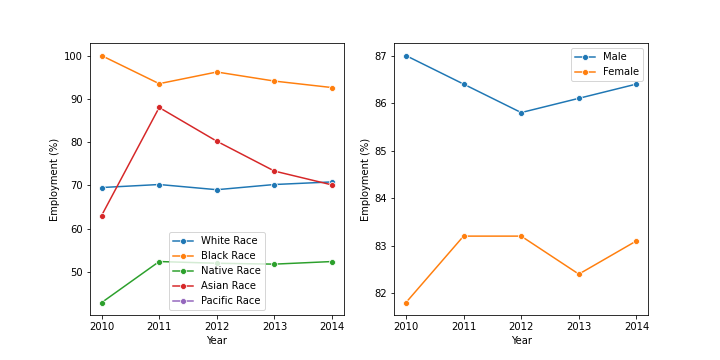 100
90
80
70
60
50
Employment (%)
White Race
Black Race
Native Race
Asian Race
Pacific Race
2010 2011 2012 2013 2014
Year
87
86
85
84
83
82
Employment (%)
Male
Female
2010 2011 2012 2013 2014
Year